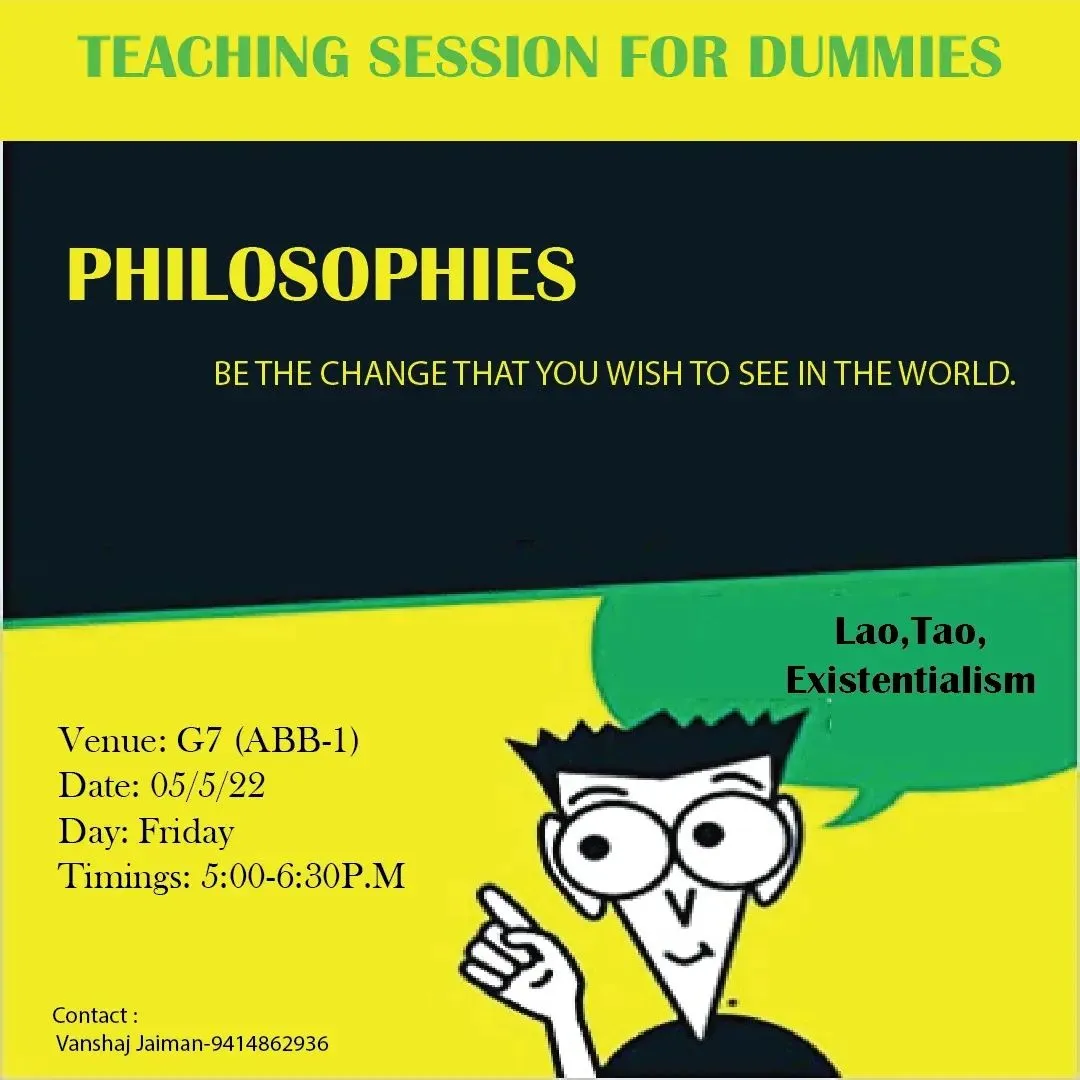 TEACHING SESSION FOR DUMMIES
PHILOSOPHIES
BE THE CHANGE THAT YOU WISH TO SEE IN THE WORLD.
Lao,Tao,
Existentialism
Venue: G7 (ABB-1)
Date: 05/5/22
Day: Friday
Timings: 5:00-6:30P.M
Contact :
Vanshaj Jaiman-9414862936